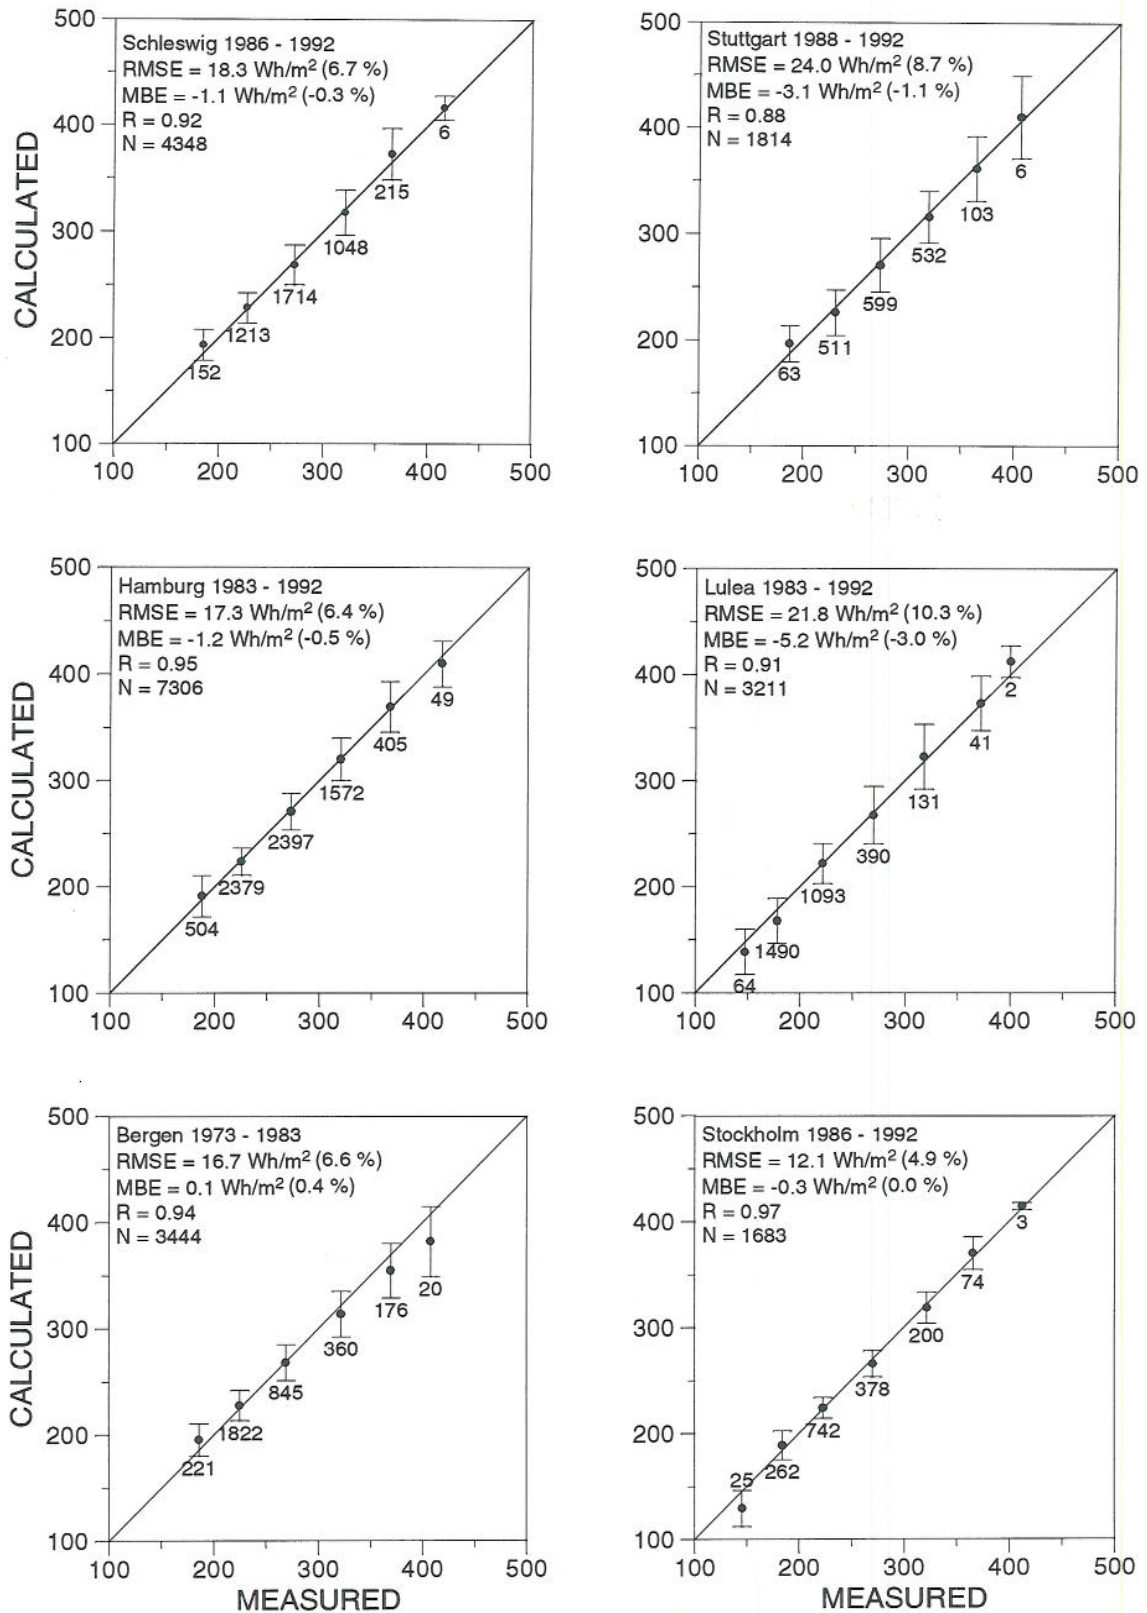 Schleswig 1986 - 1992
RMSE = 18.3 Wh/m² (6.7 %)
MBE = -1.1 Wh/m² (-0.3 %)
R = 0.92
N = 4348
500
400
300
200
100
CALCULATED
6
215
1048
1714
1213
152
100 200 300 400 500
Stuttgart 1988 - 1992
RMSE = 24.0 Wh/m² (8.7 %)
MBE = -3.1 Wh/m² (-1.1 %)
R = 0.88
N = 1814
500
400
300
200
100
6
103
532
599
511
63
100 200 300 400 500
Hamburg 1983 - 1992
RMSE = 17.3 Wh/m² (6.4 %)
MBE = -1.2 Wh/m² (-0.5 %)
R = 0.95
N = 7306
500
400
300
200
100
CALCULATED
49
405
1572
2397
2379
504
100 200 300 400 500
Lulea 1983 - 1992
RMSE = 21.8 Wh/m² (10.3 %)
MBE = -5.2 Wh/m² (-3.0 %)
R = 0.91
N = 3211
500
400
300
200
100
2
41
131
390
1093
1490
64
100 200 300 400 500
Bergen 1973 - 1983
RMSE = 16.7 Wh/m² (6.6 %)
MBE = 0.1 Wh/m² (0.4 %)
R = 0.94
N = 3444
500
400
300
200
100
CALCULATED
20
176
360
845
1822
221
100 200 300 400 500
MEASURED
Stockholm 1986 - 1992
RMSE = 12.1 Wh/m² (4.9 %)
MBE = -0.3 Wh/m² (0.0 %)
R = 0.97
N = 1683
500
400
300
200
100
3
74
200
378
742
262
25
100 200 300 400 500
MEASURED